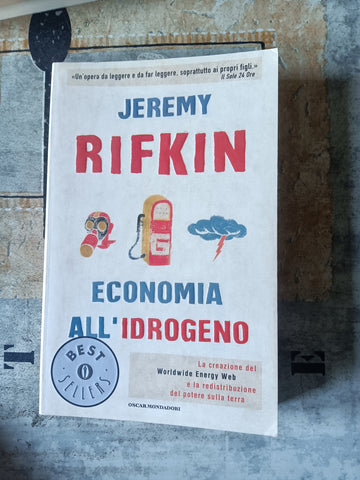 «Un'opera da leggere e da far leggere, soprattutto ai propri figli.»
Il Sole 24 Ore
JEREMY
RIFKIN
ECONOMIA
ALL'IDROGENO
BEST
SELLERS
La creazione del
Worldwide Energy Web
e la redistribuzione
del potere sulla terra
OSCAR MONDADORI